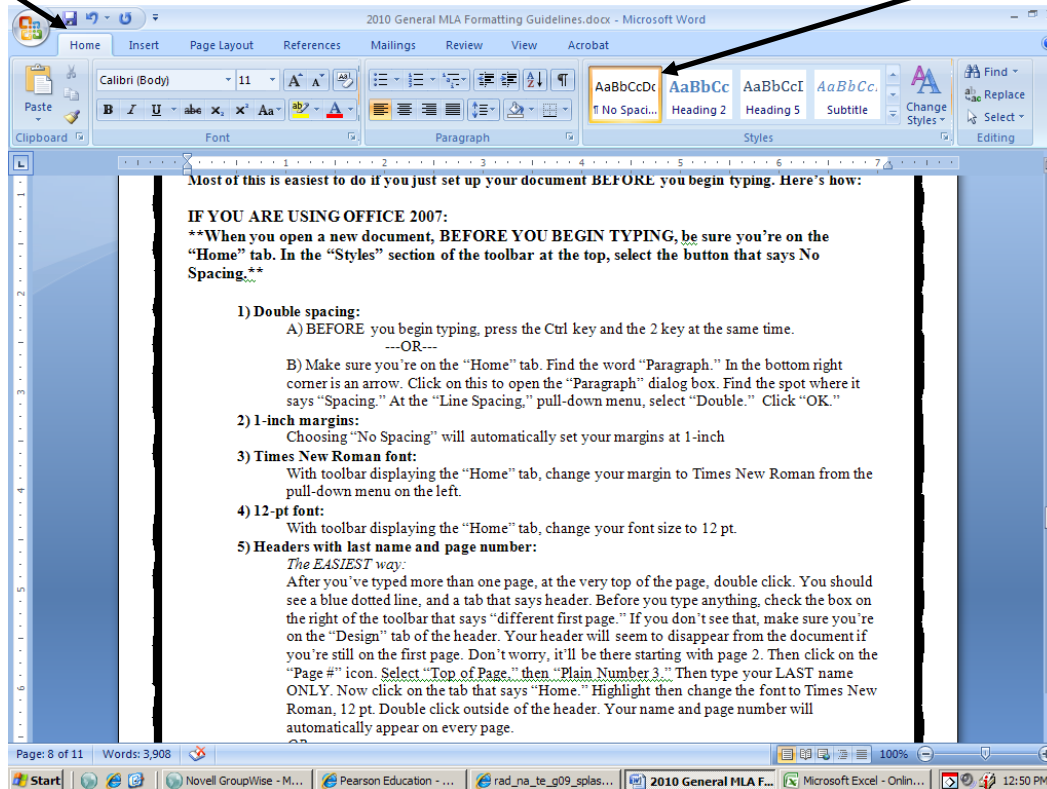 2010 General MLA Formatting Guidelines.docx - Microsoft Word
Home Insert Page Layout References Mailings Review View Acrobat
Paste
Clipboard
Calibri (Body) 11 A A
B I U abc X₂ X² Aa ab A
Font
Paragraph
AaBbCcDc AaBbCc AaBbCcI AaBbCc.
¶ No Spaci... Heading 2 Heading 5 Subtitle
Change Styles
Styles
Find
Replace
Select
Editing
L
1 2 3 4 5 6 7
Most of this is easiest to do if you just set up your document BEFORE you begin typing. Here's how:
IF YOU ARE USING OFFICE 2007:
**When you open a new document, BEFORE YOU BEGIN TYPING, be sure you're on the
“Home” tab. In the “Styles” section of the toolbar at the top, select the button that says No
Spacing.**
1) Double spacing:
A) BEFORE you begin typing, press the Ctrl key and the 2 key at the same time.
---OR---
B) Make sure you're on the “Home” tab. Find the word “Paragraph.” In the bottom right
corner is an arrow. Click on this to open the “Paragraph” dialog box. Find the spot where it
says “Spacing.” At the “Line Spacing,” pull-down menu, select “Double.” Click “OK.”
2) 1-inch margins:
Choosing “No Spacing” will automatically set your margins at 1-inch
3) Times New Roman font:
With toolbar displaying the “Home” tab, change your margin to Times New Roman from the
pull-down menu on the left.
4) 12-pt font:
With toolbar displaying the “Home” tab, change your font size to 12 pt.
5) Headers with last name and page number:
The EASIEST way:
After you've typed more than one page, at the very top of the page, double click. You should
see a blue dotted line, and a tab that says header. Before you type anything, check the box on
the right of the toolbar that says “different first page.” If you don't see that, make sure you're
on the “Design” tab of the header. Your header will seem to disappear from the document if
you're still on the first page. Don't worry, it'll be there starting with page 2. Then click on the
“Page #” icon. Select “Top of Page,” then “Plain Number 3.” Then type your LAST name
ONLY. Now click on the tab that says “Home.” Highlight then change the font to Times New
Roman, 12 pt. Double click outside of the header. Your name and page number will
automatically appear on every page.
Page: 8 of 11 Words: 3,908 100%
Start Novell GroupWise - M... Pearson Education - ... rad_na_te_g09_splas... 2010 General MLA F... Microsoft Excel - Onlin... 12:50 PM